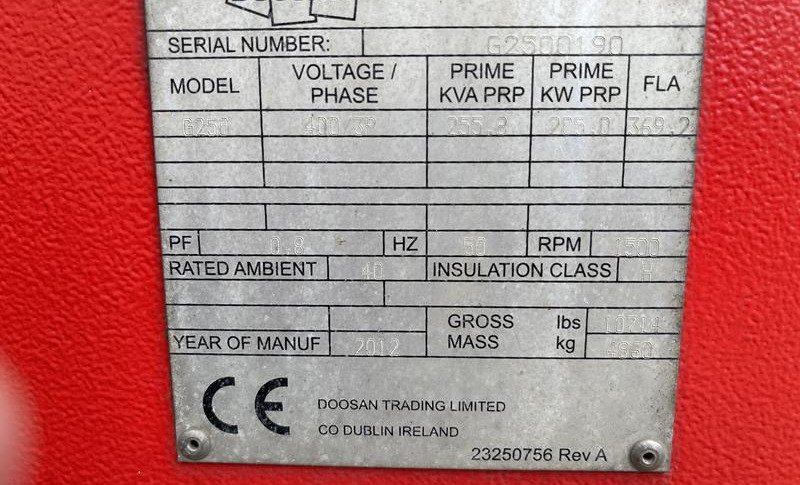 SERIAL NUMBER: G2500190
MODEL VOLTAGE / PHASE PRIME KVA PRP PRIME KW PRP FLA
G250 400/3P 255.8 205.0 369.2
PF 0.8 HZ 50 RPM 1500
RATED AMBIENT 40 INSULATION CLASS H
GROSS MASS lbs 10714
YEAR OF MANUF 2012 kg 4860
CE
DOOSAN TRADING LIMITED
CO DUBLIN IRELAND
23250756 Rev A